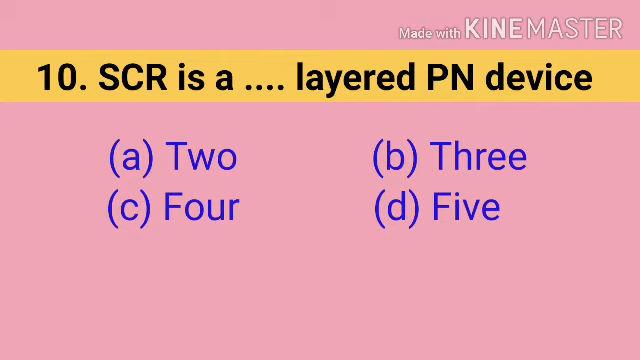 Made with KINEMASTER
10. SCR is a .... layered PN device
(a) Two (b) Three
(c) Four (d) Five